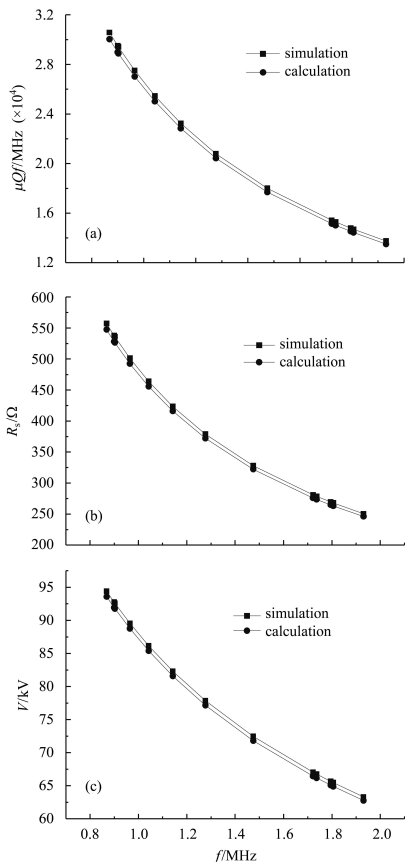 3.2
2.8
2.4
2.0
1.6
1.2
μQf/MHz (×10⁴)
simulation
calculation
(a)
600
550
500
450
400
350
300
250
200
Rₛ/Ω
simulation
calculation
(b)
95
90
85
80
75
70
65
60
V/kV
simulation
calculation
(c)
0.8 1.0 1.2 1.4 1.6 1.8 2.0
f/MHz